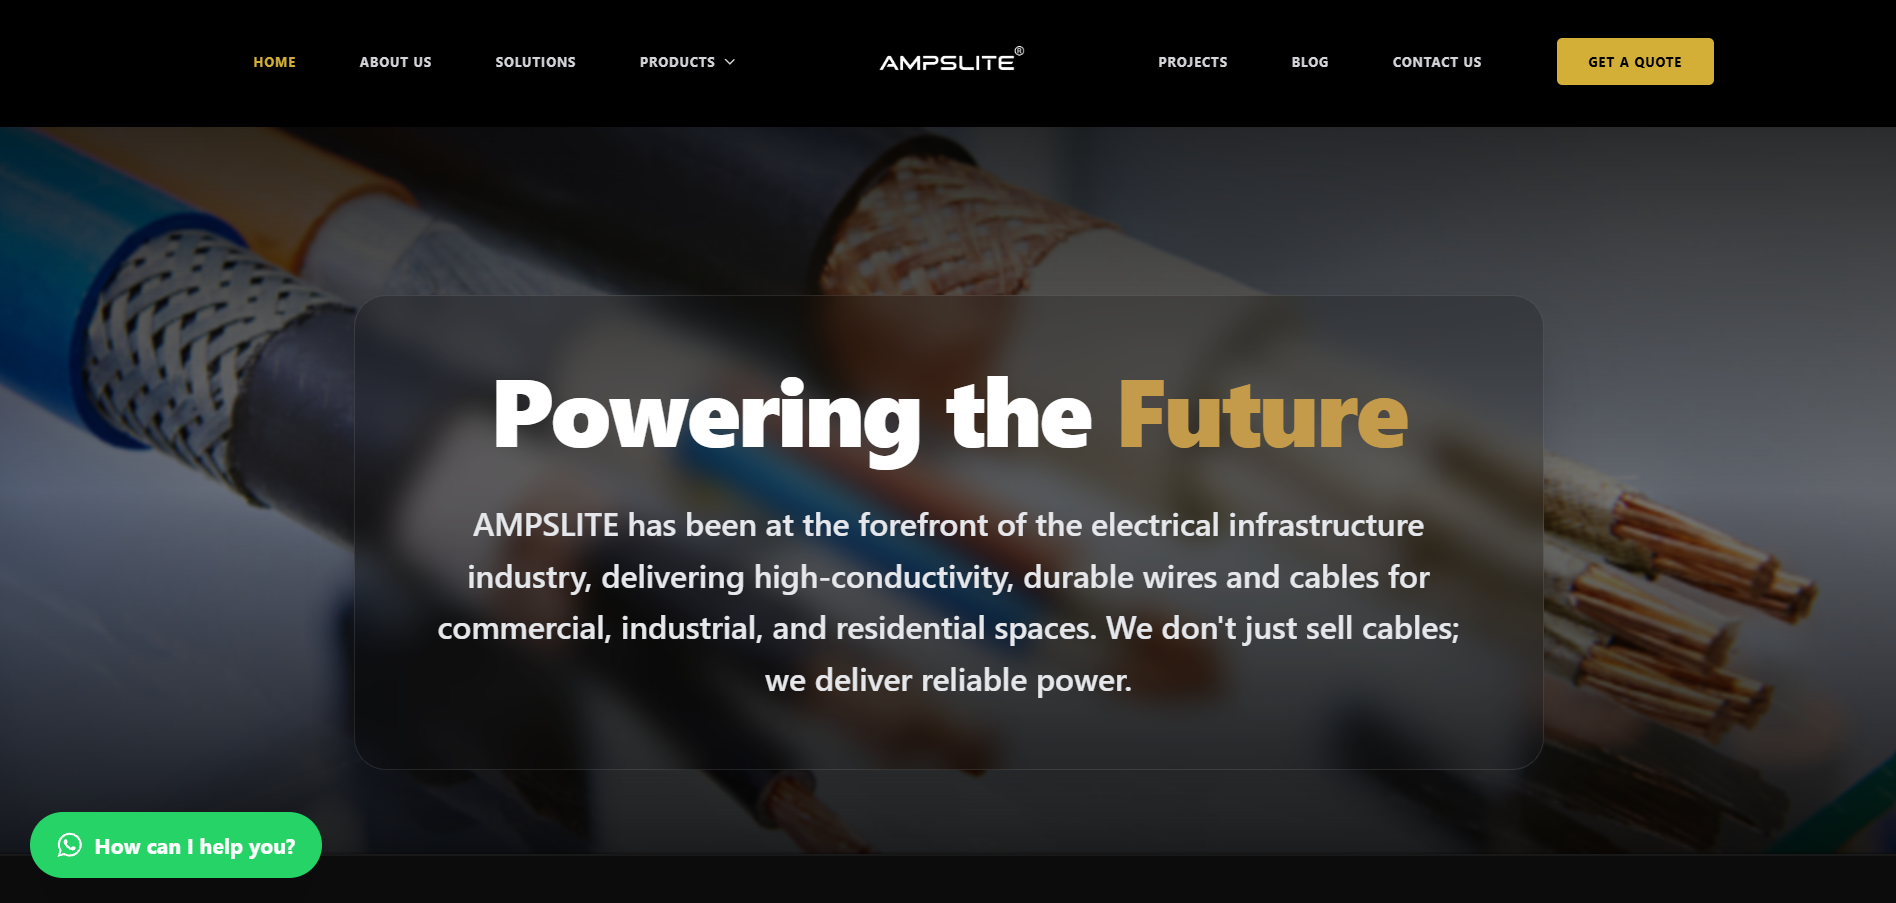 HOME ABOUT US SOLUTIONS PRODUCTS AMPSLITE® PROJECTS BLOG CONTACT US GET A QUOTE
Powering the Future
AMPSLITE has been at the forefront of the electrical infrastructure
industry, delivering high-conductivity, durable wires and cables for
commercial, industrial, and residential spaces. We don't just sell cables;
we deliver reliable power.
How can I help you?